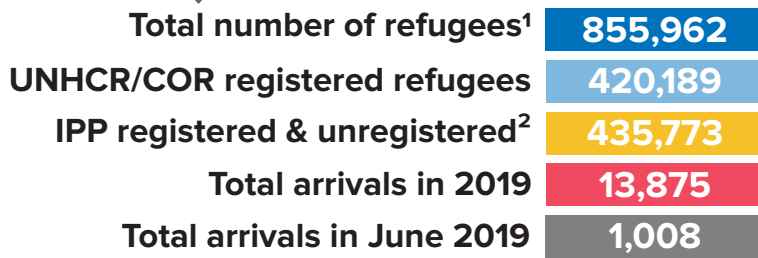 Total number of refugees¹ 855,962
UNHCR/COR registered refugees 420,189
IPP registered & unregistered² 435,773
Total arrivals in 2019 13,875
Total arrivals in June 2019 1,008